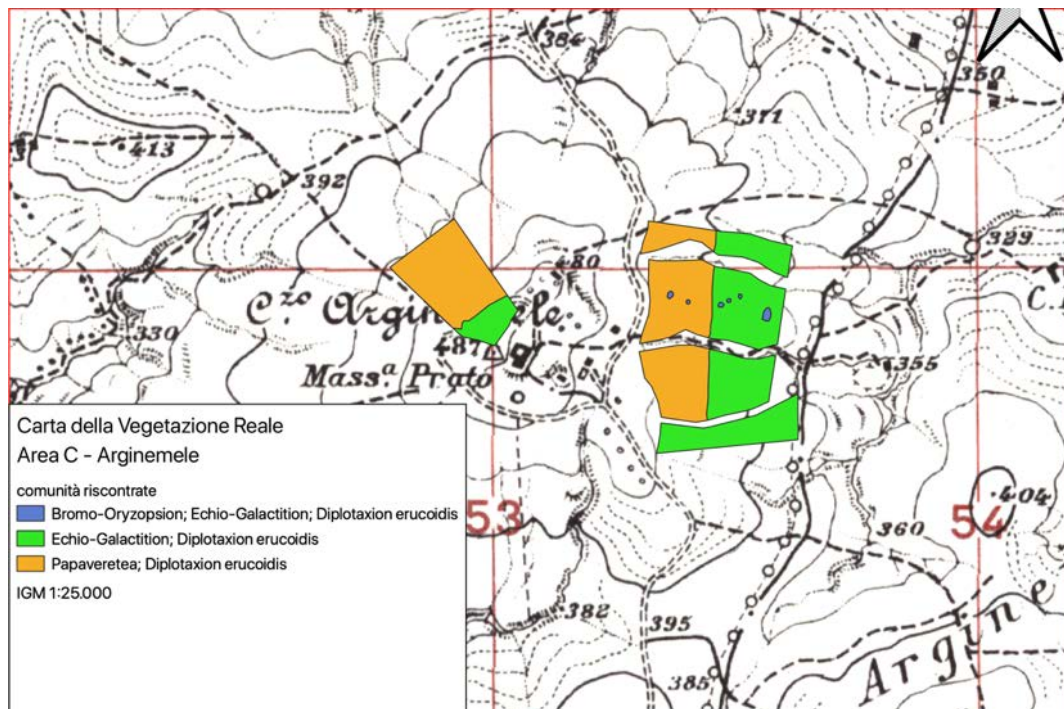 384
350
371
413
392
329
480
C.zo Arginemele
C.
330
487
Mass.a Prato
355
53
54
404
360
382
395
385
Argine
Carta della Vegetazione Reale
Area C - Arginemele
comunità riscontrate
Bromo-Oryzopsion; Echio-Galactition; Diplotaxion erucoidis
Echio-Galactition; Diplotaxion erucoidis
Papaveretea; Diplotaxion erucoidis
IGM 1:25.000